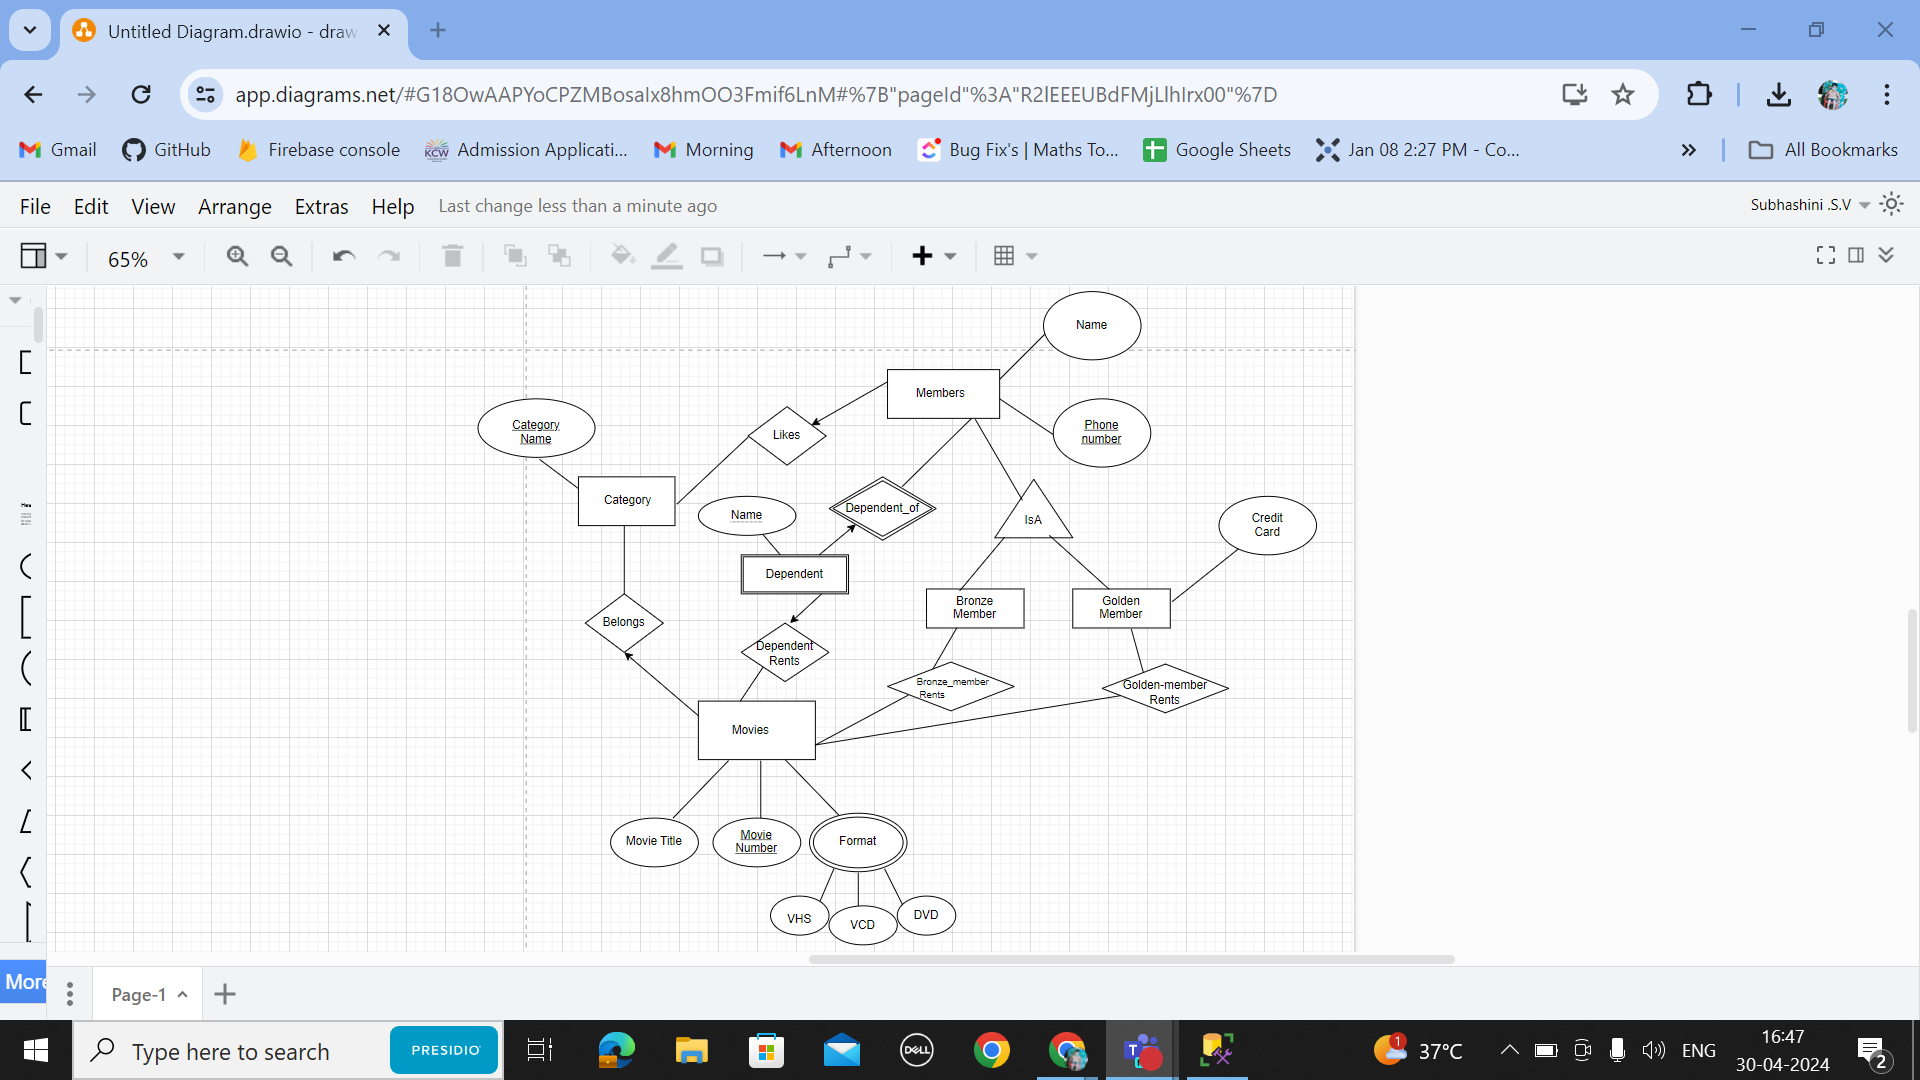 Untitled Diagram.drawio - draw
app.diagrams.net/#G18OwAAPYoCPZMBosaIx8hmOO3Fmif6LnM#%7B"pageId"%3A"R2lEEEUBdFMjLlhIrx00"%7D
Gmail
GitHub
Firebase console
Admission Applicati...
Morning
Afternoon
Bug Fix's | Maths To...
Google Sheets
Jan 08 2:27 PM - Co...
All Bookmarks
File
Edit
View
Arrange
Extras
Help
Last change less than a minute ago
Subhashini .S.V
65%
Name
Members
Category
Name
Likes
Phone
number
Category
Name
Dependent_of
IsA
Credit
Card
Dependent
Bronze
Member
Golden
Member
Belongs
Dependent
Rents
Bronze_member
Rents
Golden-member
Rents
Movies
Movie Title
Movie
Number
Format
VHS
VCD
DVD
More
Page-1
Type here to search
PRESIDIO
DELL
1
37°C
ENG
16:47
30-04-2024
2